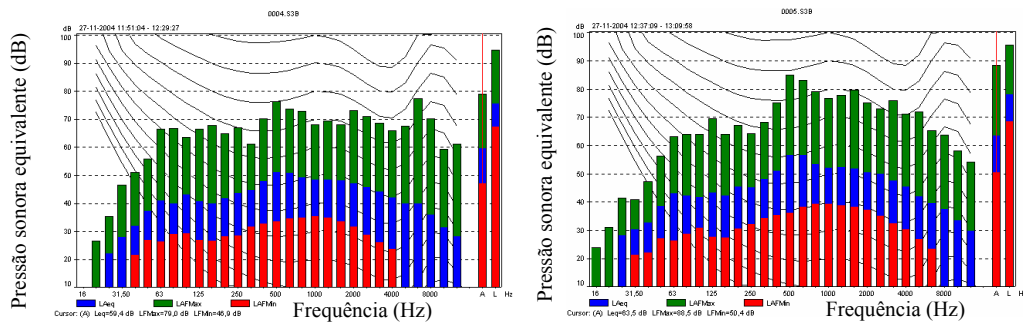 0004.S3B
dB 27-11-2004 11:51:04 - 12:29:27
Pressão sonora equivalente (dB)
100
90
80
70
60
50
40
30
20
10
16 31,50 63 125 250 500 1000 2000 4000 8000 A L Hz
LAeq LAFMax LAFMin
Cursor: (A) Leq=59,4 dB LFMax=79,0 dB LFMin=46,9 dB
Frequência (Hz)
0005.S3B
dB 27-11-2004 12:37:09 - 13:09:58
Pressão sonora equivalente (dB)
100
90
80
70
60
50
40
30
20
10
16 31,50 63 125 250 500 1000 2000 4000 8000 A L Hz
LAeq LAFMax LAFMin
Cursor: (A) Leq=63,5 dB LFMax=88,5 dB LFMin=50,4 dB
Frequência (Hz)